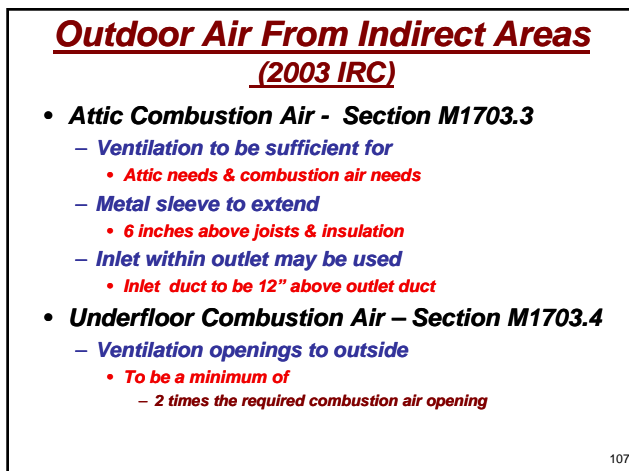 Outdoor Air From Indirect Areas
(2003 IRC)
• Attic Combustion Air - Section M1703.3
– Ventilation to be sufficient for
• Attic needs & combustion air needs
– Metal sleeve to extend
• 6 inches above joists & insulation
– Inlet within outlet may be used
• Inlet duct to be 12” above outlet duct
• Underfloor Combustion Air – Section M1703.4
– Ventilation openings to outside
• To be a minimum of
– 2 times the required combustion air opening
107